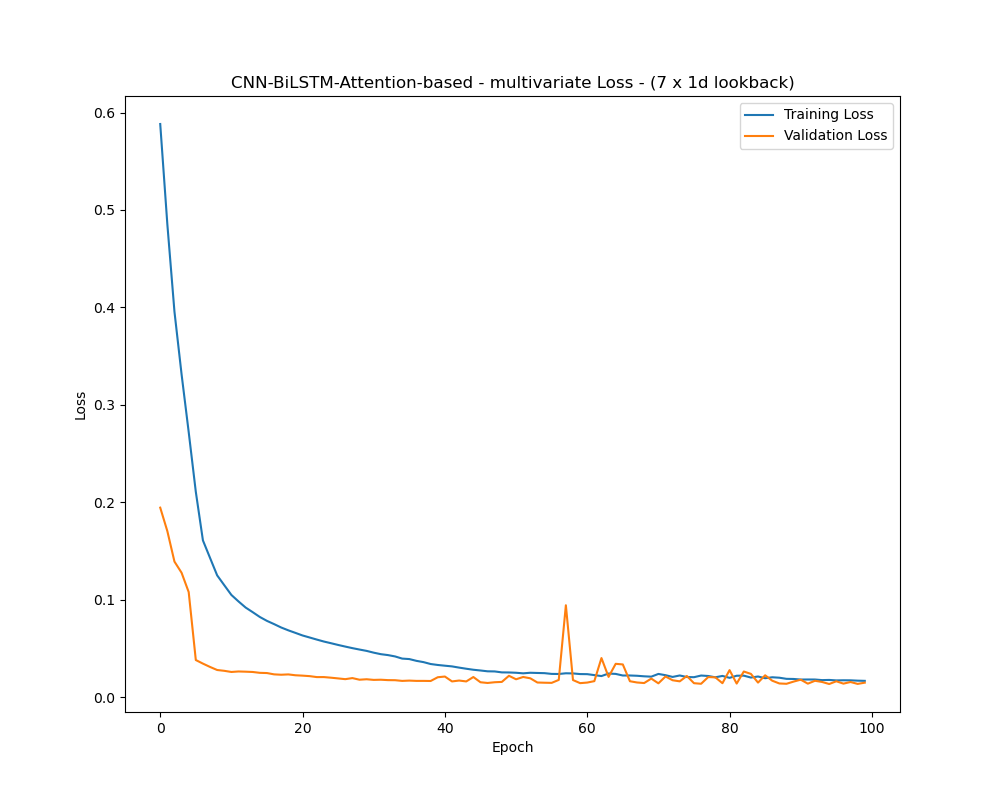 CNN-BiLSTM-Attention-based - multivariate Loss - (7 x 1d lookback)
Training Loss
Validation Loss
0.6
0.5
0.4
0.3
0.2
0.1
0.0
Loss
0 20 40 60 80 100
Epoch